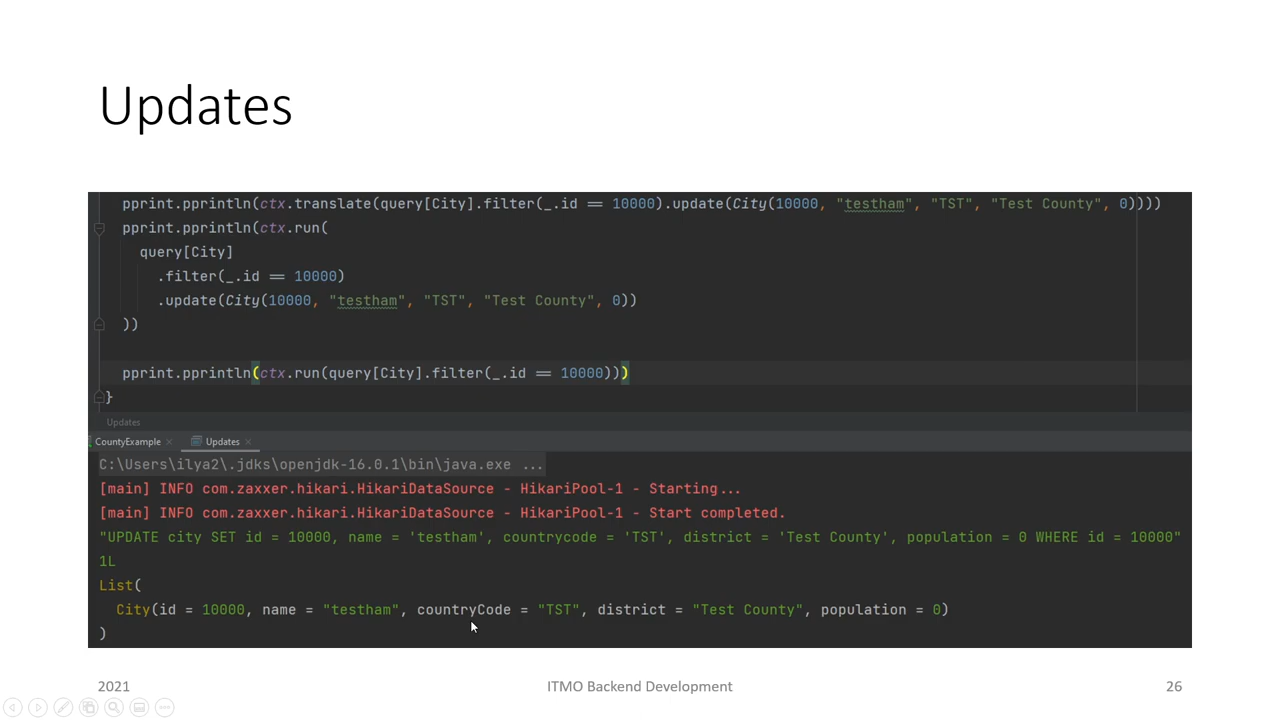 Updates
pprint.pprintln(ctx.translate(query[City].filter(_.id == 10000).update(City(10000, "testham", "TST", "Test County", 0))))
pprint.pprintln(ctx.run(
query[City]
.filter(_.id == 10000)
.update(City(10000, "testham", "TST", "Test County", 0))
))
pprint.pprintln(ctx.run(query[City].filter(_.id == 10000)))
}
Updates
CountyExample Updates
C:\Users\ilya2\.jdks\openjdk-16.0.1\bin\java.exe ...
[main] INFO com.zaxxer.hikari.HikariDataSource - HikariPool-1 - Starting...
[main] INFO com.zaxxer.hikari.HikariDataSource - HikariPool-1 - Start completed.
"UPDATE city SET id = 10000, name = 'testham', countrycode = 'TST', district = 'Test County', population = 0 WHERE id = 10000"
1L
List(
City(id = 10000, name = "testham", countryCode = "TST", district = "Test County", population = 0)
)
2021 ITMO Backend Development 26